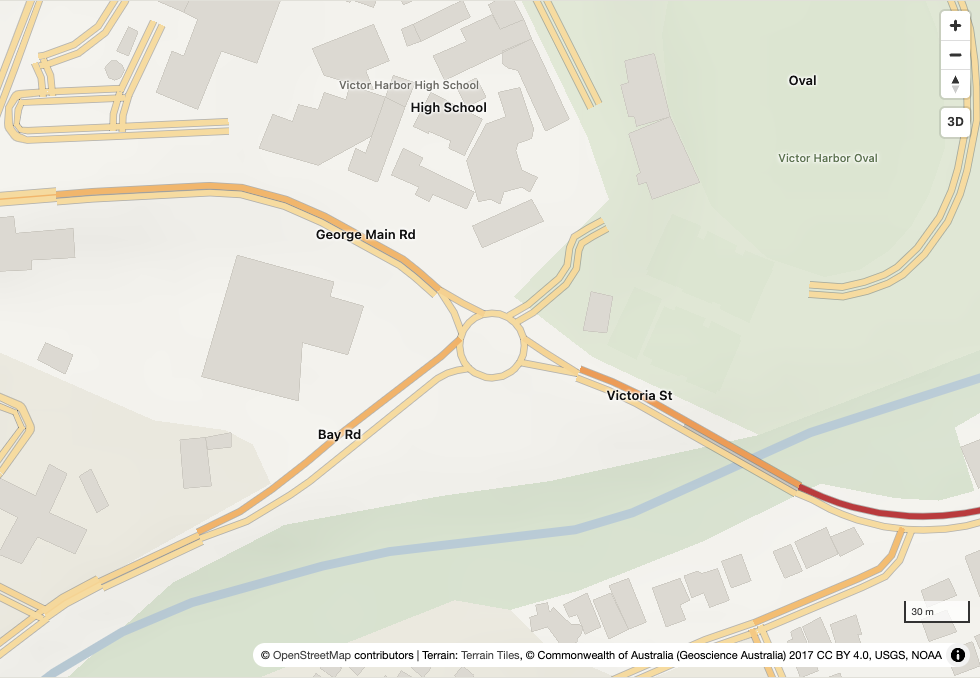 Oval
3D
Victor Harbor High School
High School
Victor Harbor Oval
George Main Rd
Victoria St
Bay Rd
30 m
© OpenStreetMap contributors | Terrain: Terrain Tiles, © Commonwealth of Australia (Geoscience Australia) 2017 CC BY 4.0, USGS, NOAA